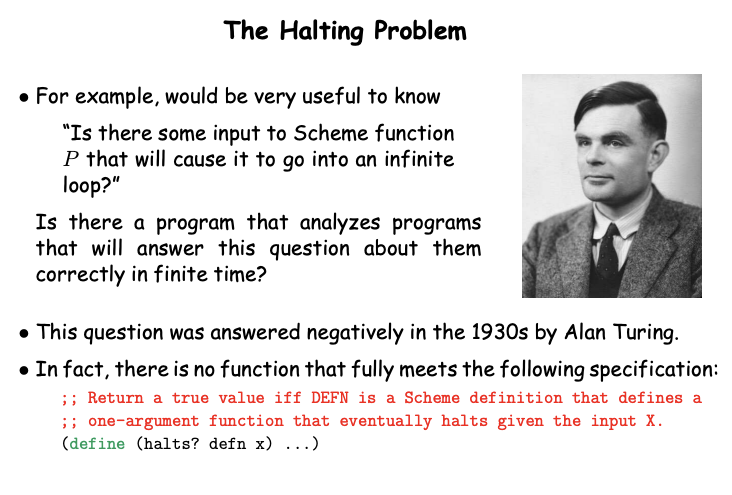 The Halting Problem
• For example, would be very useful to know
“Is there some input to Scheme function
P that will cause it to go into an infinite
loop?”
Is there a program that analyzes programs
that will answer this question about them
correctly in finite time?
• This question was answered negatively in the 1930s by Alan Turing.
• In fact, there is no function that fully meets the following specification:
;; Return a true value iff DEFN is a Scheme definition that defines a
;; one-argument function that eventually halts given the input X.
(define (halts? defn x) ...)